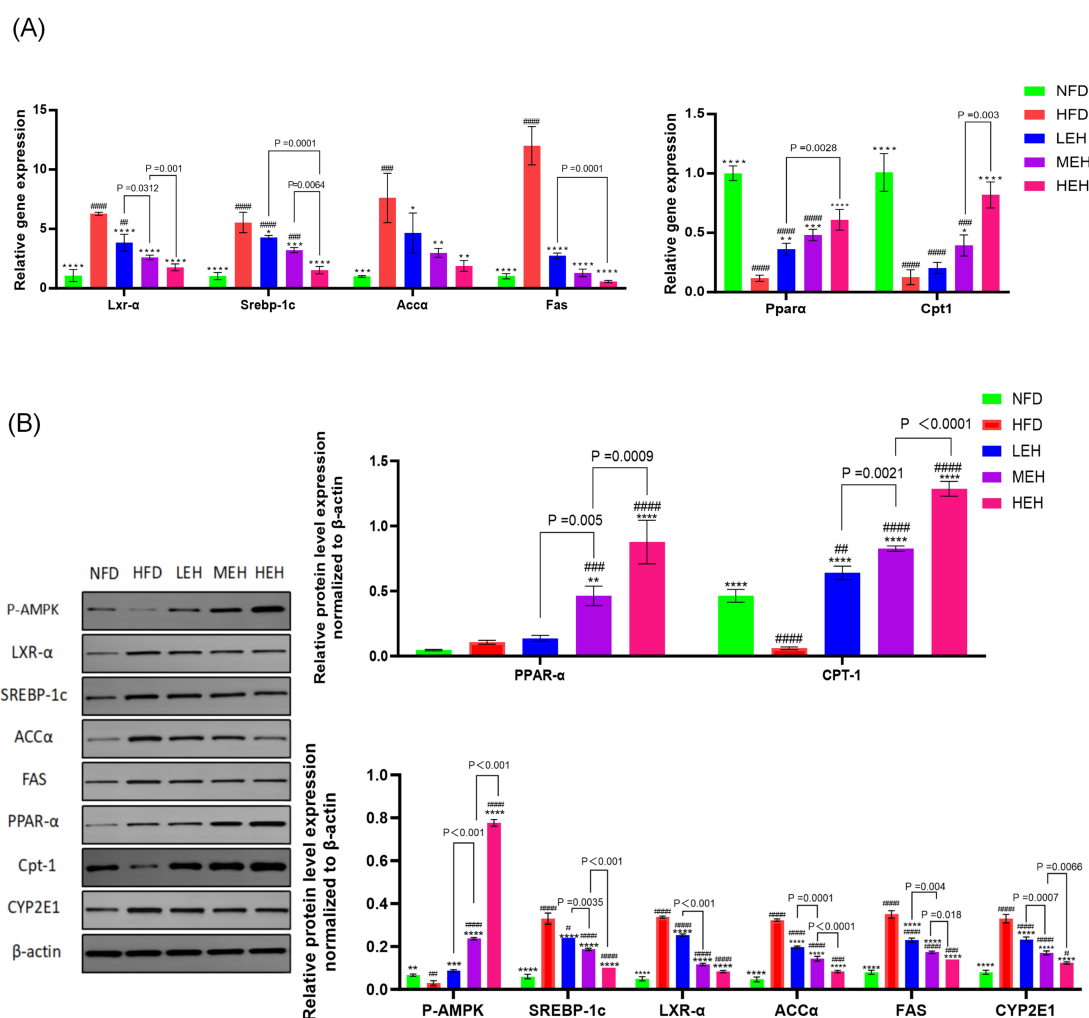 (A)
Relative gene expression
15
10
5
0
**** #### ## **** **** ****
P =0.0312
P =0.001
**** #### #### * ### *** ****
P =0.0001
P =0.0064
*** ### * ** **
**** #### **** **** ****
P =0.0001
Lxr-α Srebp-1c Accα Fas
Relative gene expression
1.5
1.0
0.5
0.0
**** #### #### ** #### *** ****
P =0.0028
**** #### #### ### * ****
P =0.003
Pparα Cpt1
NFD
HFD
LEH
MEH
HEH
(B)
NFD HFD LEH MEH HEH
P-AMPK
LXR-α
SREBP-1c
ACCα
FAS
PPAR-α
Cpt-1
CYP2E1
β-actin
Relative protein level expression
normalized to β-actin
1.5
1.0
0.5
0.0
P =0.005
P =0.0009
### ** #### ****
P =0.0021
P <0.0001
**** #### ## **** #### **** #### ****
PPAR-α CPT-1
NFD
HFD
LEH
MEH
HEH
Relative protein level expression
normalized to β-actin
1.0
0.8
0.6
0.4
0.2
0.0
P<0.001
P<0.001
** ## *** #### **** #### ****
P<0.001
P =0.0035
**** #### # **** #### **** #### ****
P<0.001
**** #### #### **** #### **** #### ****
P =0.0001
P<0.0001
**** #### #### **** #### **** ### ****
P =0.004
P =0.018
**** #### **** #### **** #### ### ****
P =0.0066
P =0.0007
**** #### #### **** #### **** # ****
P-AMPK SREBP-1c LXR-α ACCα FAS CYP2E1